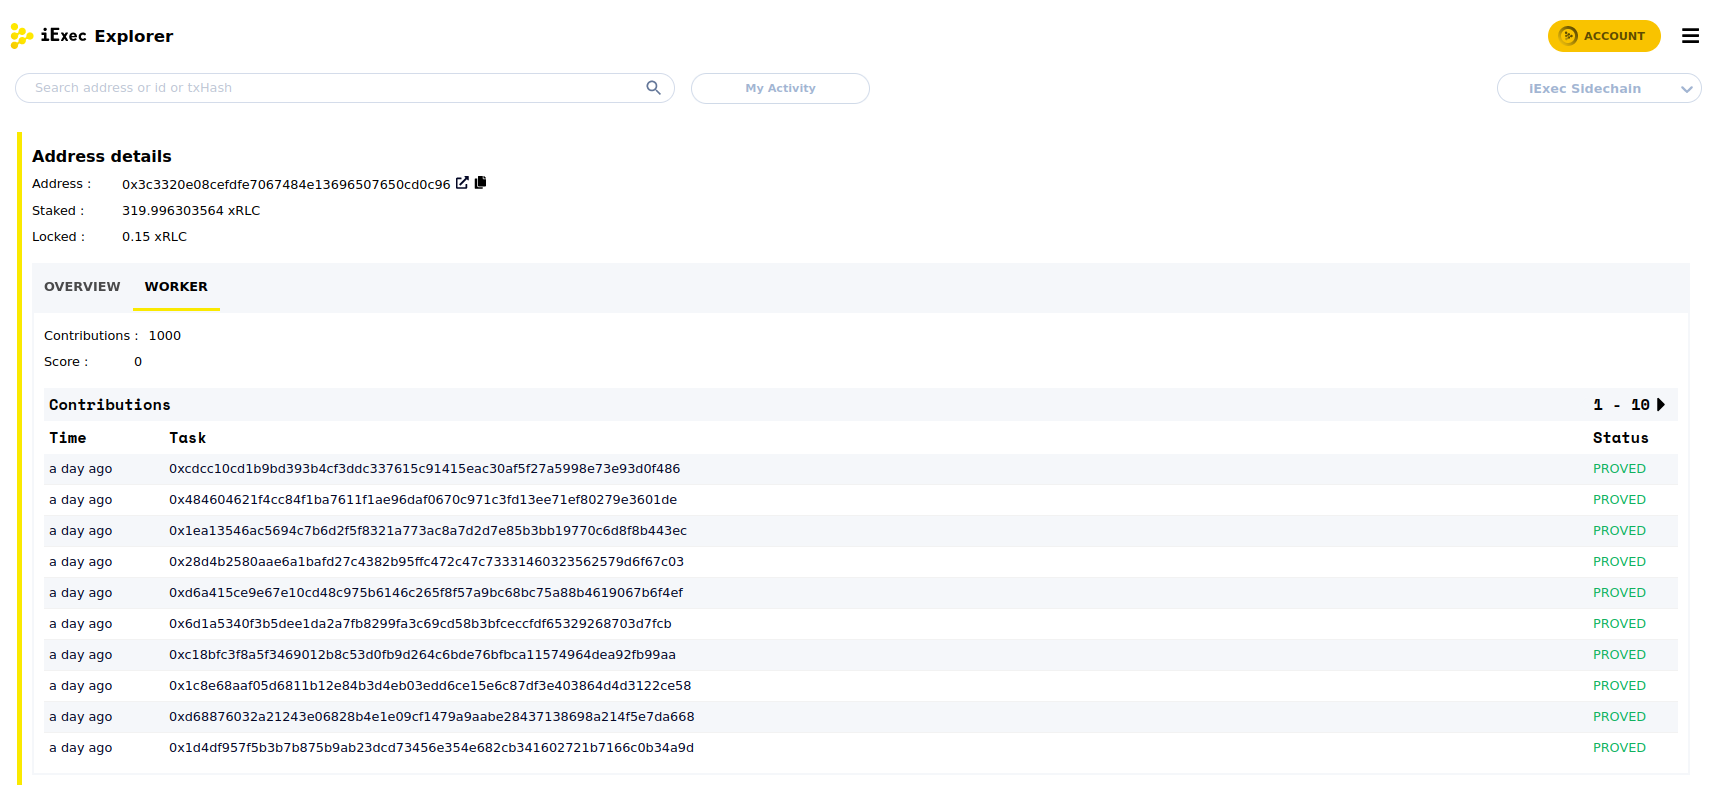 iExec Explorer
ACCOUNT
Search address or id or txHash
My Activity
iExec Sidechain
Address details
Address : 0x3c3320e08cefdfe7067484e13696507650cd0c96
Staked : 319.996303564 xRLC
Locked : 0.15 xRLC
OVERVIEW WORKER
Contributions : 1000
Score : 0
Contributions 1 - 10
Time Task Status
a day ago 0xcdcc10cd1b9bd393b4cf3ddc337615c91415eac30af5f27a5998e73e93d0f486 PROVED
a day ago 0x484604621f4cc84f1ba7611f1ae96daf0670c971c3fd13ee71ef80279e3601de PROVED
a day ago 0x1ea13546ac5694c7b6d2f5f8321a773ac8a7d2d7e85b3bb19770c6d8f8b443ec PROVED
a day ago 0x28d4b2580aae6a1bafd27c4382b95ffc472c47c73331460323562579d6f67c03 PROVED
a day ago 0xd6a415ce9e67e10cd48c975b6146c265f8f57a9bc68bc75a88b4619067b6f4ef PROVED
a day ago 0x6d1a5340f3b5dee1da2a7fb8299fa3c69cd58b3bfceccfdf65329268703d7fcb PROVED
a day ago 0xc18bfc3f8a5f3469012b8c53d0fb9d264c6bde76bfbca11574964dea92fb99aa PROVED
a day ago 0x1c8e68aaf05d6811b12e84b3d4eb03edd6ce15e6c87df3e403864d4d3122ce58 PROVED
a day ago 0xd68876032a21243e06828b4e1e09cf1479a9aabe28437138698a214f5e7da668 PROVED
a day ago 0x1d4df957f5b3b7b875b9ab23dcd73456e354e682cb341602721b7166c0b34a9d PROVED